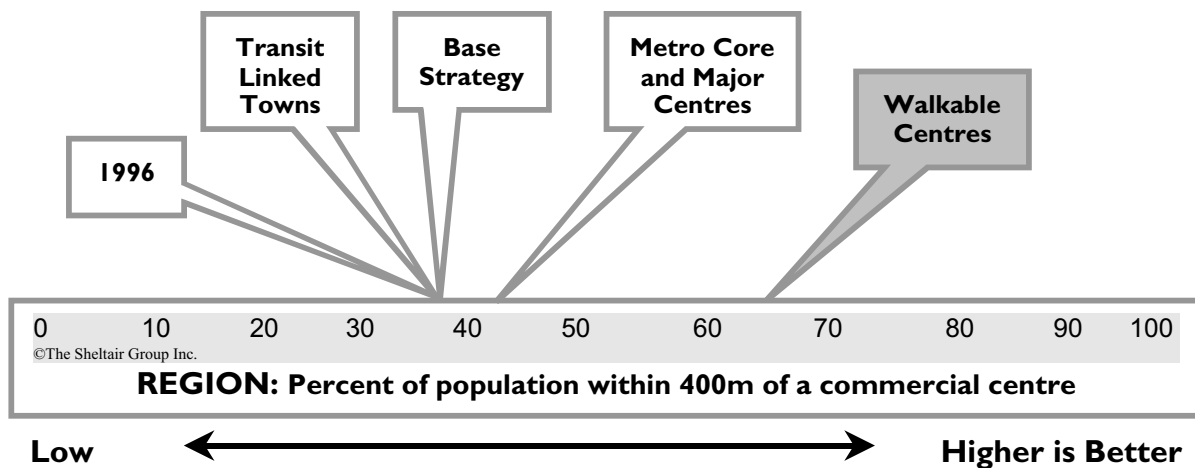 Transit
Linked
Towns
Base
Strategy
Metro Core
and Major
Centres
Walkable
Centres
1996
0 10 20 30 40 50 60 70 80 90 100
©The Sheltair Group Inc.
REGION: Percent of population within 400m of a commercial centre
Low Higher is Better